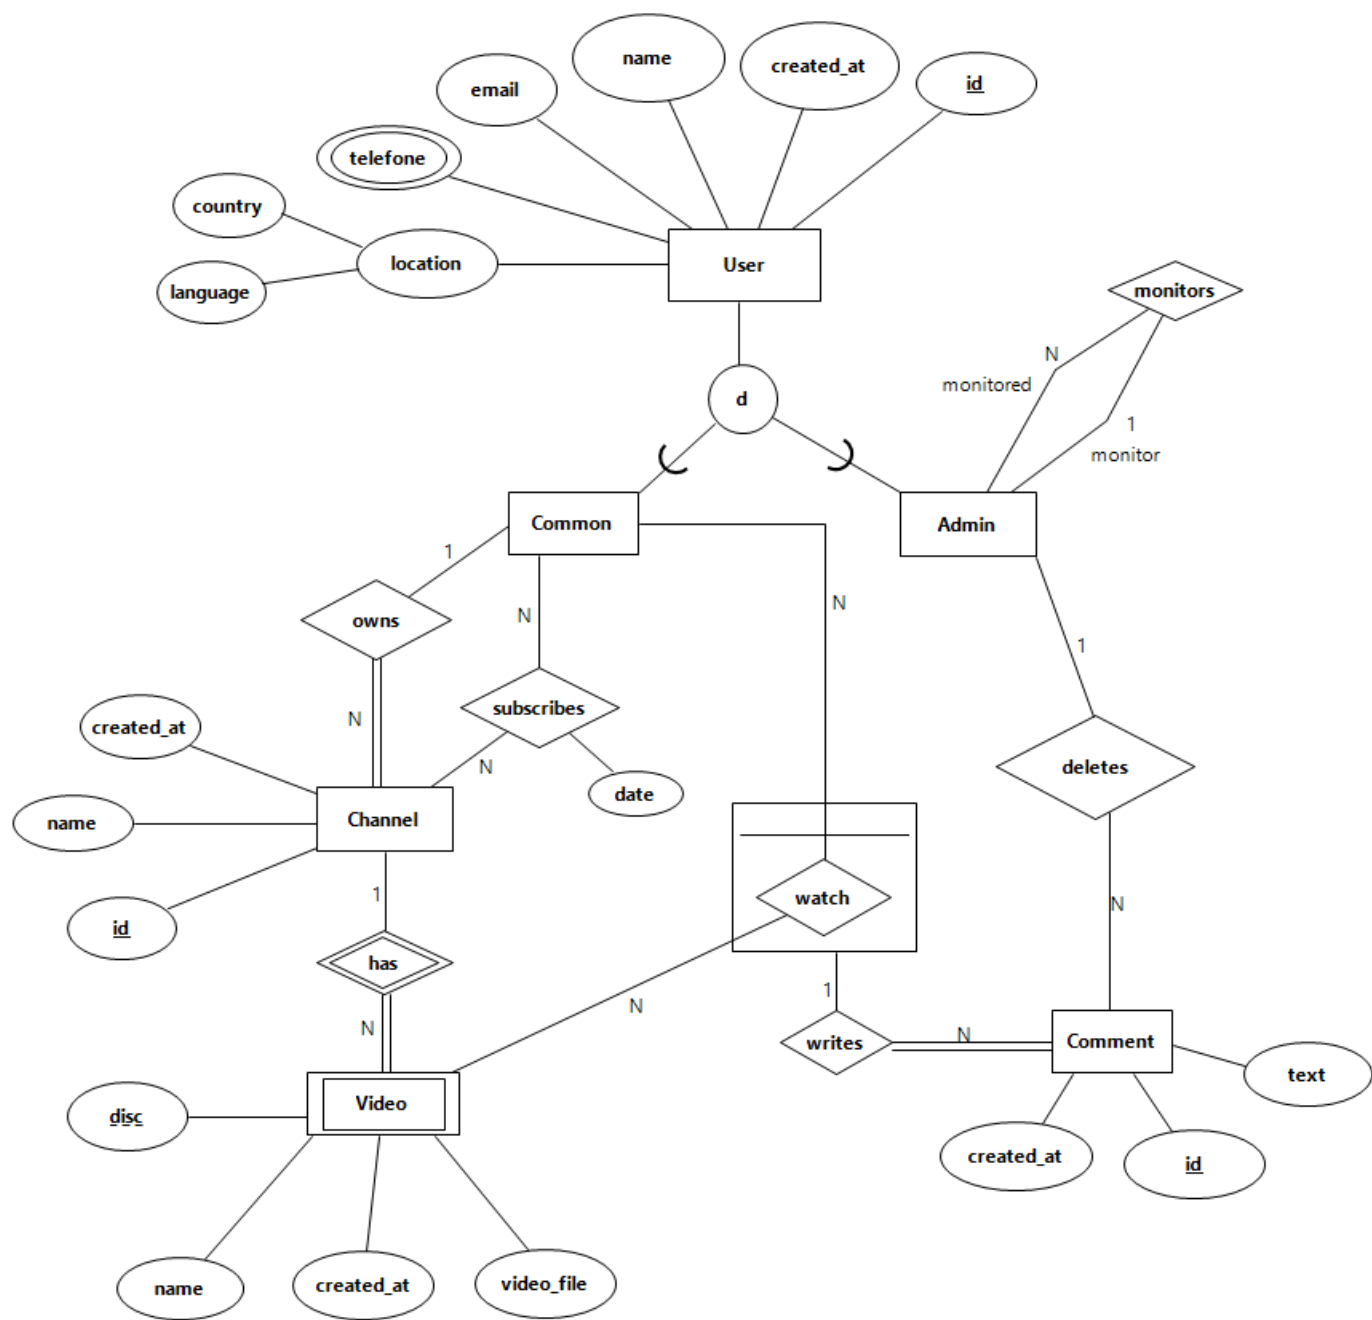 name
created_at
id
email
telefone
country
location
language
User
monitors
N
monitored
1
monitor
d
Common
Admin
1
owns
N
N
1
subscribes
N
N
date
deletes
created_at
name
Channel
id
1
watch
N
has
N
N
1
writes
N
Comment
text
created_at
id
disc
Video
name
created_at
video_file